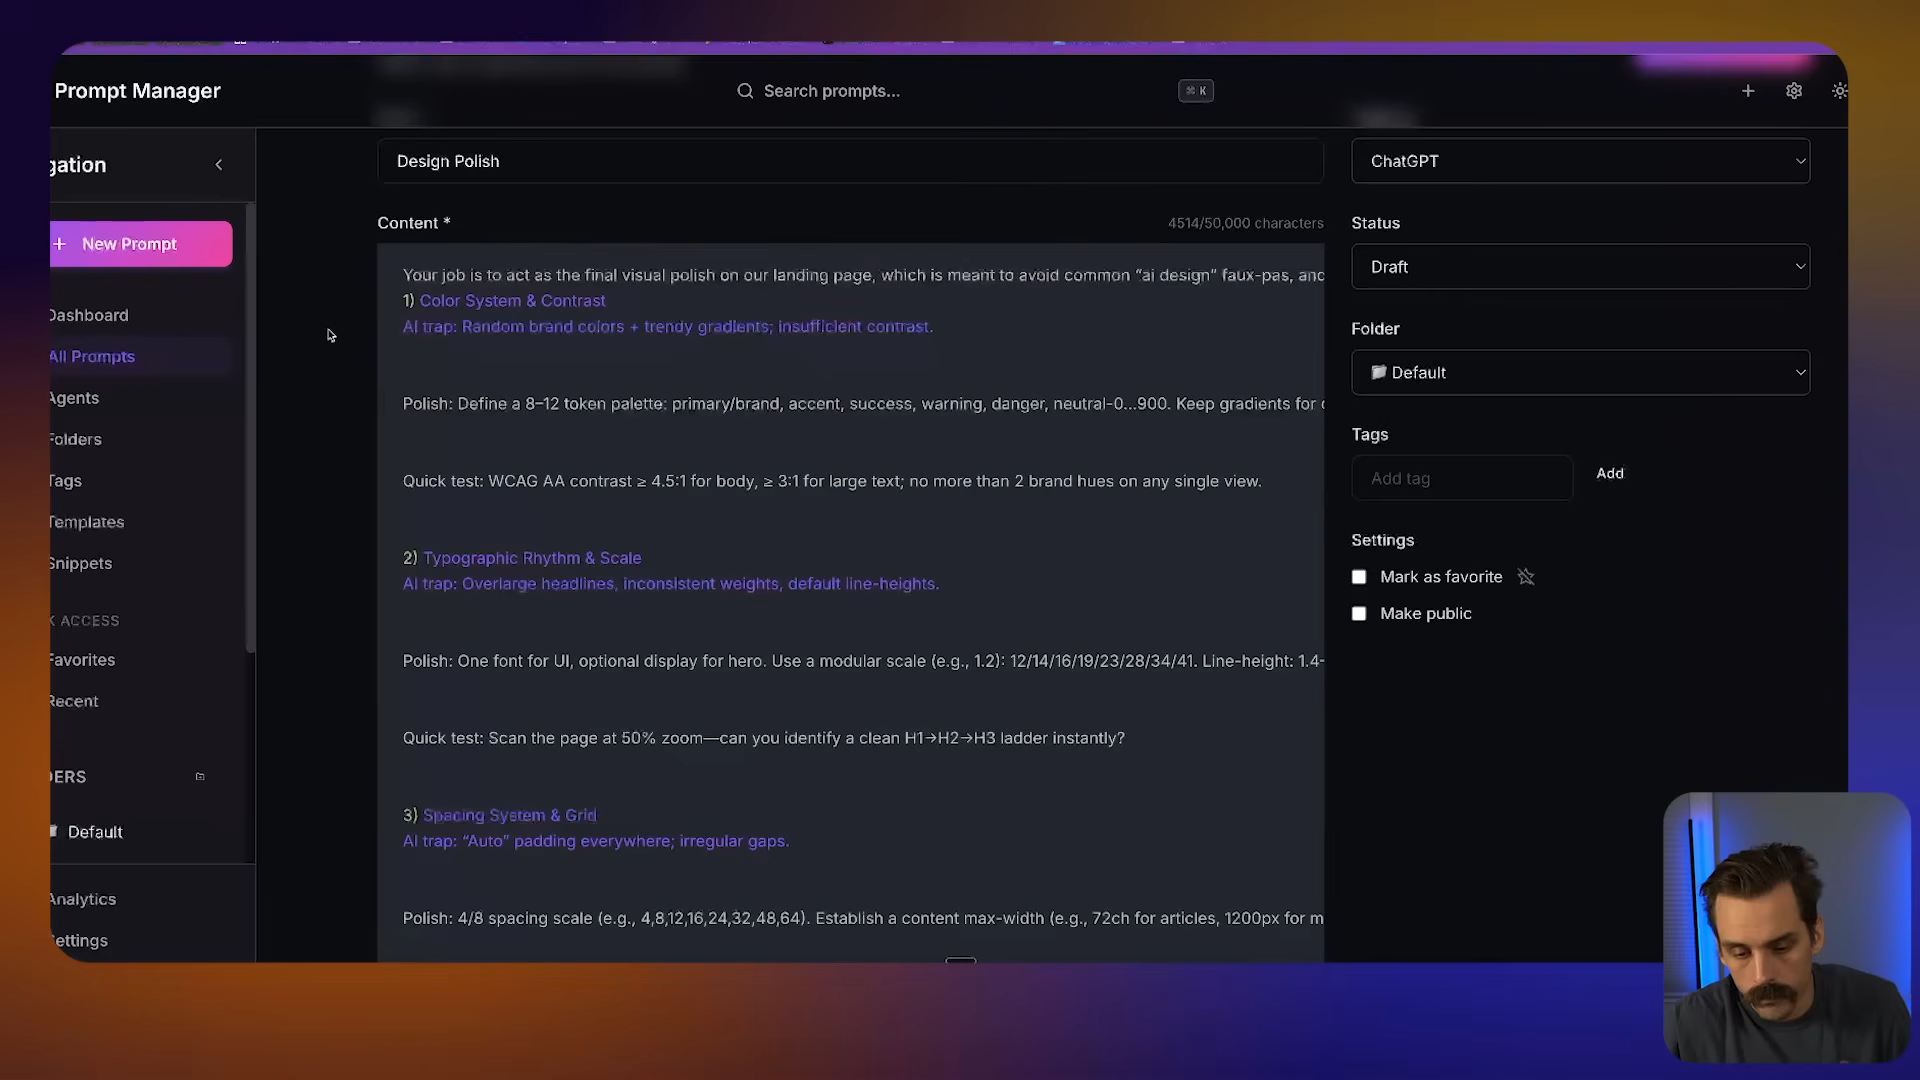 Prompt Manager
Search prompts...
⌘ K
gation
New Prompt
Dashboard
All Prompts
Agents
Folders
Tags
Templates
Snippets
K ACCESS
Favorites
Recent
DERS
Default
Analytics
ettings
Design Polish
Content *
4514/50,000 characters
Your job is to act as the final visual polish on our landing page, which is meant to avoid common “ai design” faux-pas, and
1) Color System & Contrast
AI trap: Random brand colors + trendy gradients; insufficient contrast.
Polish: Define a 8–12 token palette: primary/brand, accent, success, warning, danger, neutral-0…900. Keep gradients for
Quick test: WCAG AA contrast ≥ 4.5:1 for body, ≥ 3:1 for large text; no more than 2 brand hues on any single view.
2) Typographic Rhythm & Scale
AI trap: Overlarge headlines, inconsistent weights, default line-heights.
Polish: One font for UI, optional display for hero. Use a modular scale (e.g., 1.2): 12/14/16/19/23/28/34/41. Line-height: 1.4-
Quick test: Scan the page at 50% zoom—can you identify a clean H1→H2→H3 ladder instantly?
3) Spacing System & Grid
AI trap: “Auto” padding everywhere; irregular gaps.
Polish: 4/8 spacing scale (e.g., 4,8,12,16,24,32,48,64). Establish a content max-width (e.g., 72ch for articles, 1200px for m
ChatGPT
Status
Draft
Folder
Default
Tags
Add tag
Add
Settings
Mark as favorite
Make public